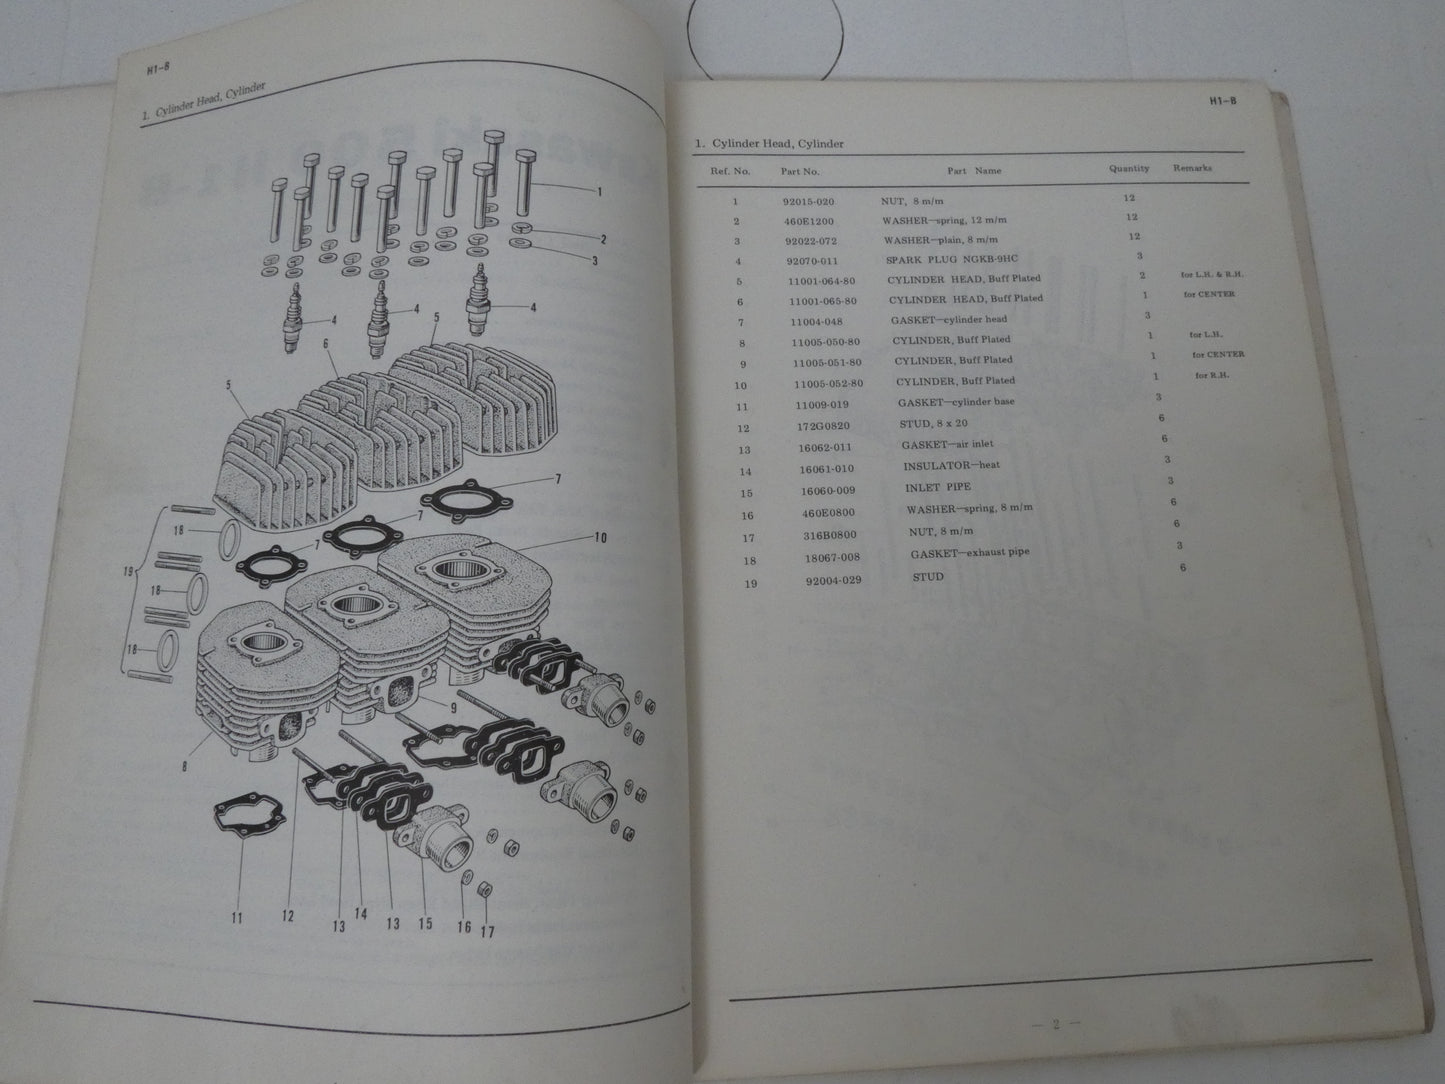 H1-B
1. Cylinder Head, Cylinder
1
2
3
4
4
4
5
6
5
7
7
7
18
10
19
18
18
9
8
11
12
13
14
13
15
16
17
H1-B
1. Cylinder Head, Cylinder
Ref. No. Part No. Part Name Quantity Remarks
1 92015-020 NUT, 8 m/m 12
2 460E1200 WASHER—spring, 12 m/m 12
3 92022-072 WASHER—plain, 8 m/m 12
4 92070-011 SPARK PLUG NGKB-9HC 3
5 11001-064-80 CYLINDER HEAD, Buff Plated 2 for L.H. & R.H.
6 11001-065-80 CYLINDER HEAD, Buff Plated 1 for CENTER
7 11004-048 GASKET—cylinder head 3
8 11005-050-80 CYLINDER, Buff Plated 1 for L.H.
9 11005-051-80 CYLINDER, Buff Plated 1 for CENTER
10 11005-052-80 CYLINDER, Buff Plated 1 for R.H.
11 11009-019 GASKET—cylinder base 3
12 172G0820 STUD, 8 x 20 6
13 16062-011 GASKET—air inlet 6
14 16061-010 INSULATOR—heat 3
15 16060-009 INLET PIPE 3
16 460E0800 WASHER—spring, 8 m/m 6
17 316B0800 NUT, 8 m/m 6
18 18067-008 GASKET—exhaust pipe 3
19 92004-029 STUD 6
— 2 —